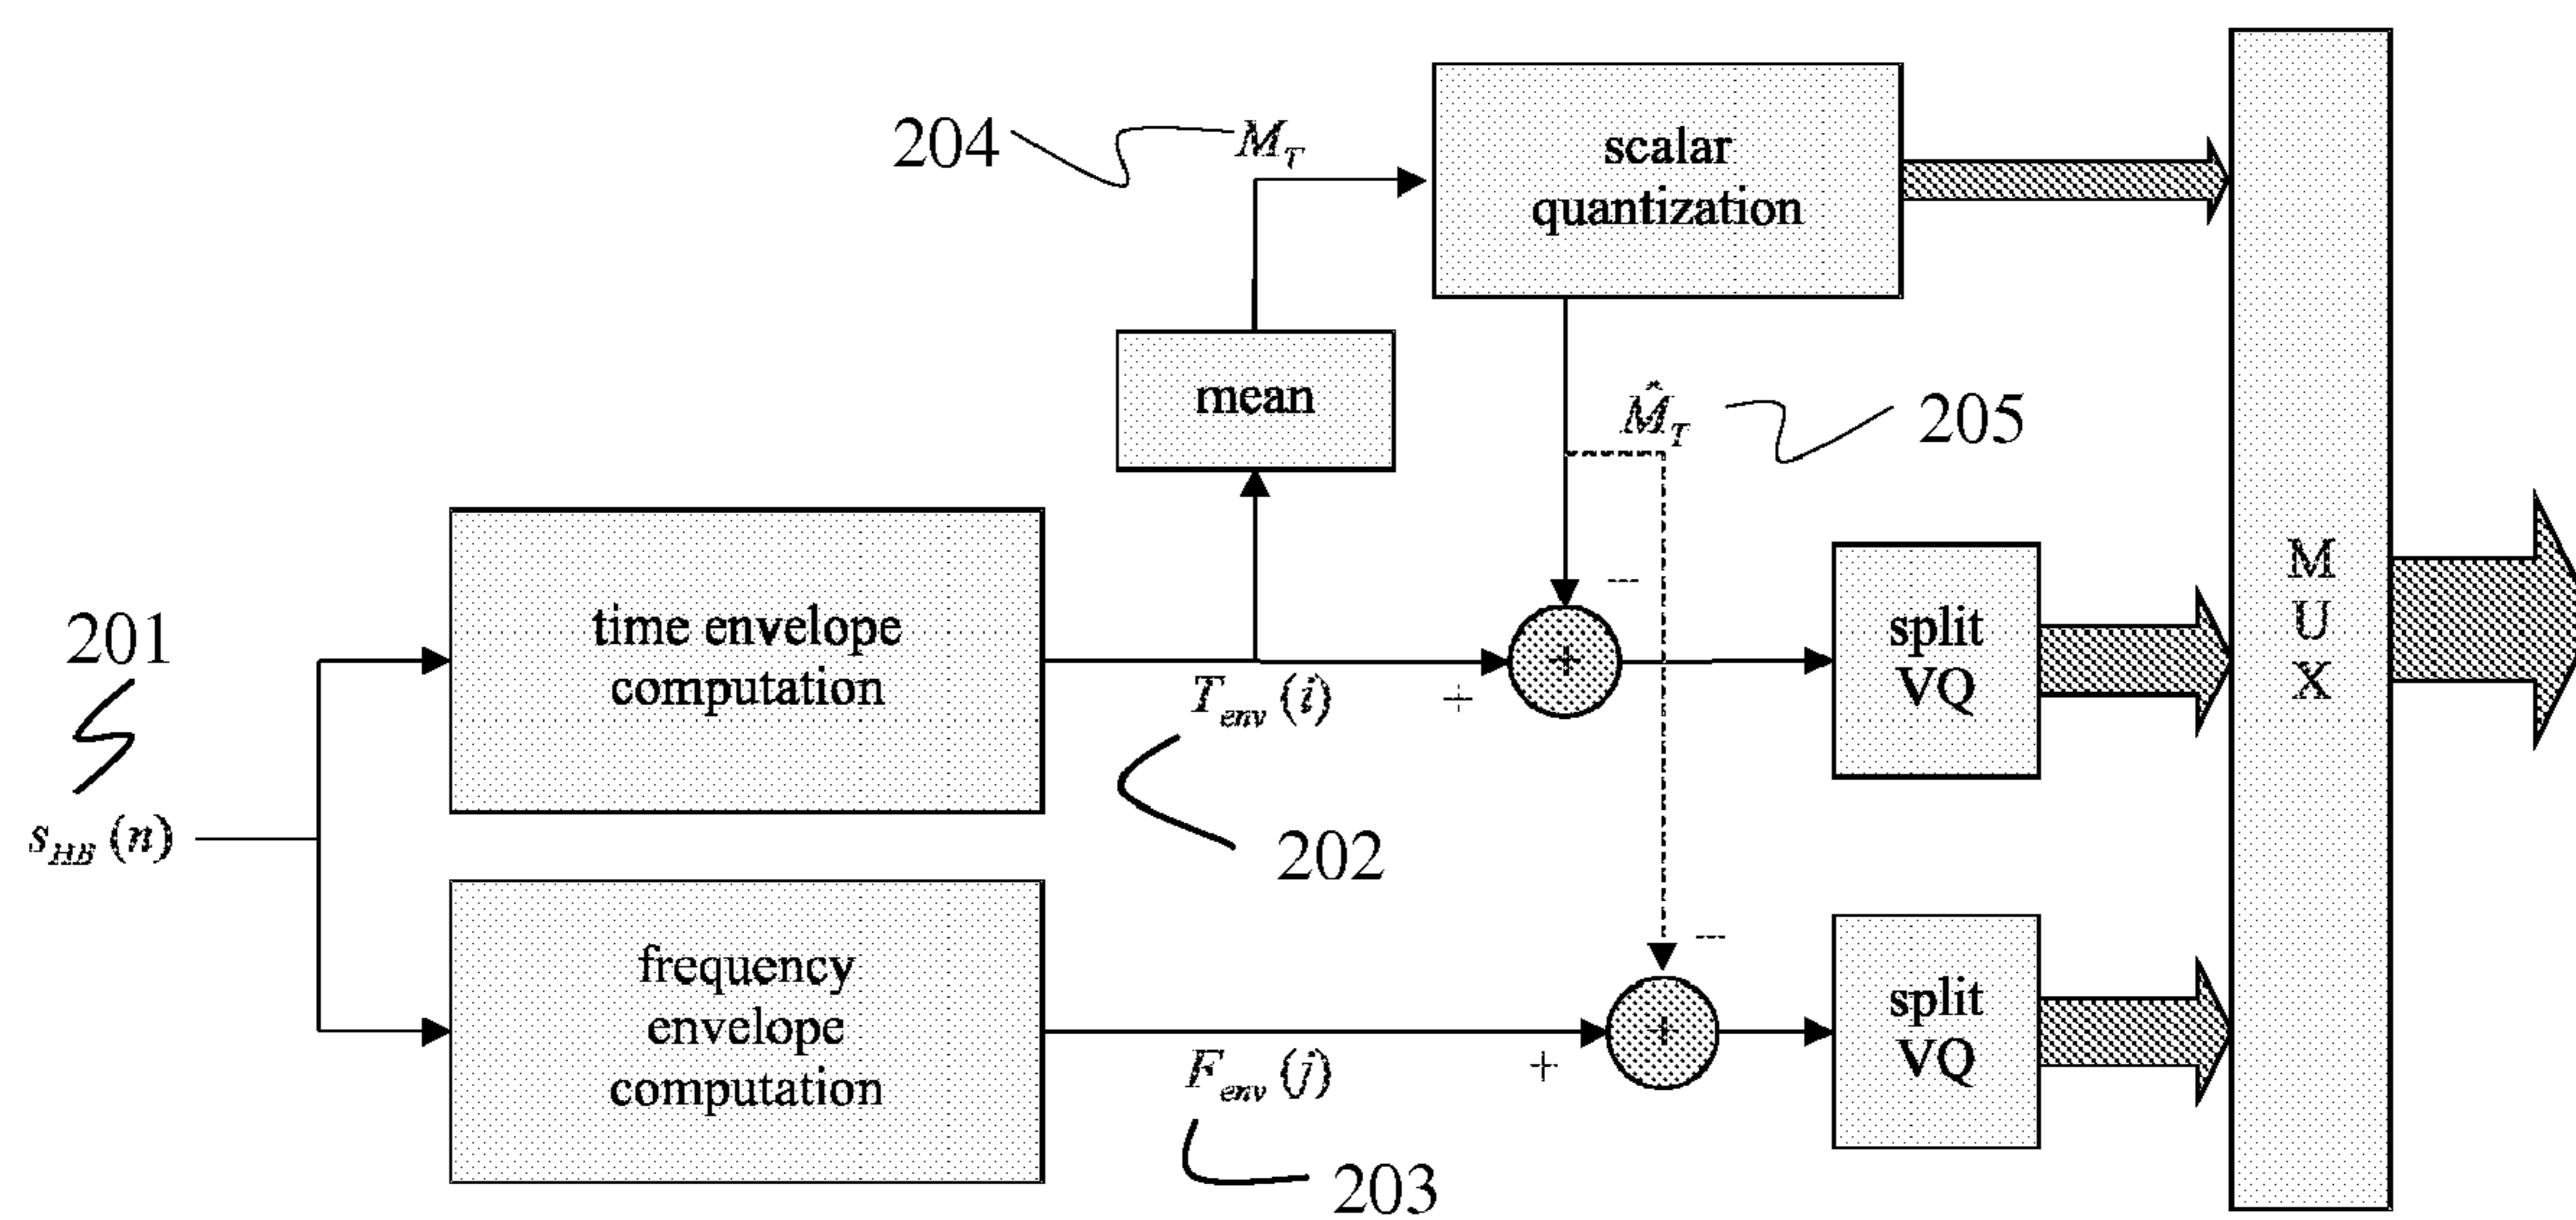 204
M_T
scalar
quantization
mean
M̂_T
205
---
201
time envelope
computation
T_env (i)
+
+
split
VQ
M
U
X
202
s_HB (n)
frequency
envelope
computation
F_env (j)
+
+
---
split
VQ
203